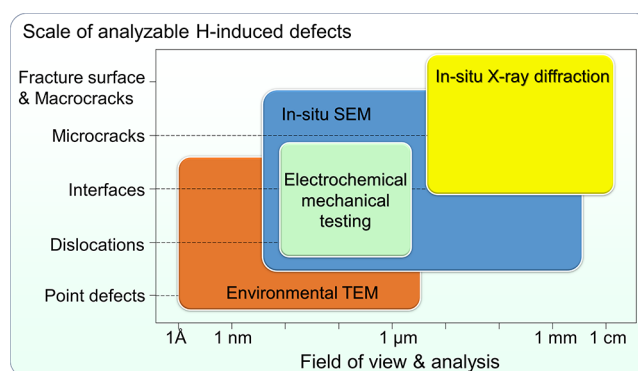 Scale of analyzable H-induced defects
Fracture surface
& Macrocracks
Microcracks
Interfaces
Dislocations
Point defects
In-situ X-ray diffraction
In-situ SEM
Electrochemical
mechanical
testing
Environmental TEM
1Å
1 nm
1 μm
1 mm
1 cm
Field of view & analysis